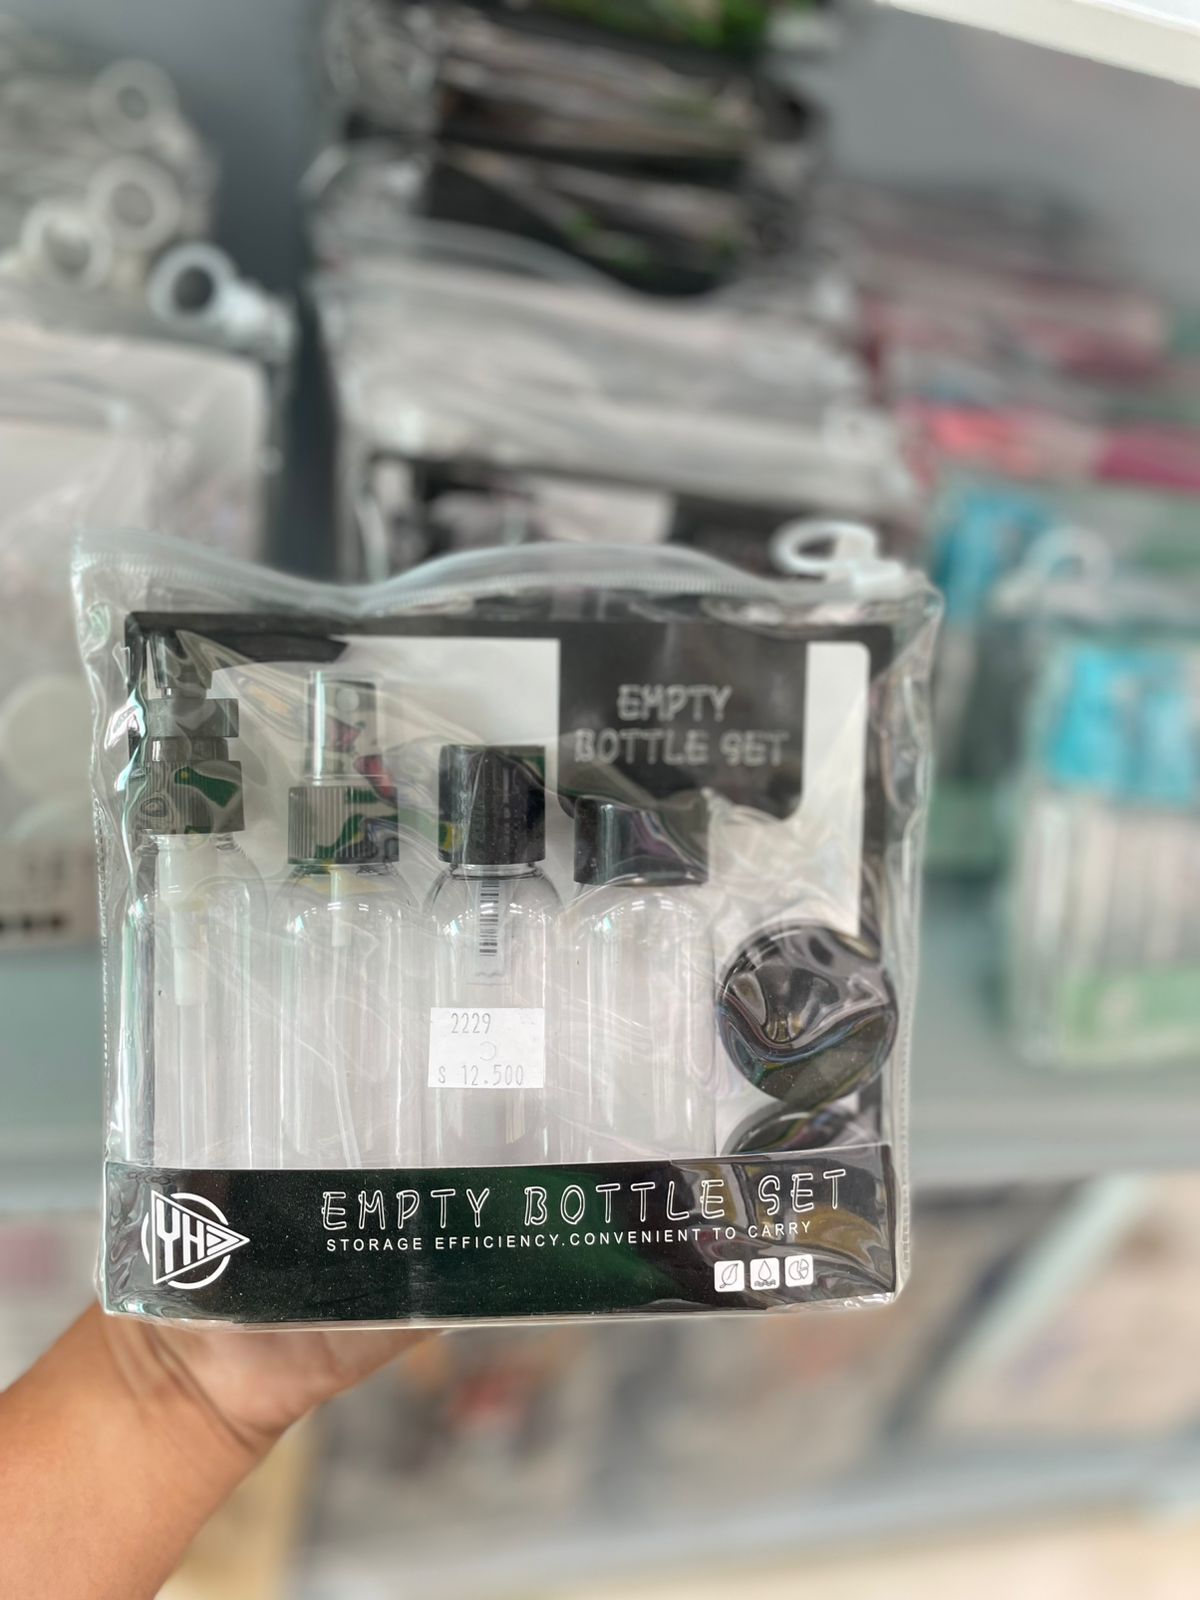 EMPTY
BOTTLE SET
2229
C
$ 12.500
YH
EMPTY BOTTLE SET
STORAGE EFFICIENCY.CONVENIENT TO CARRY